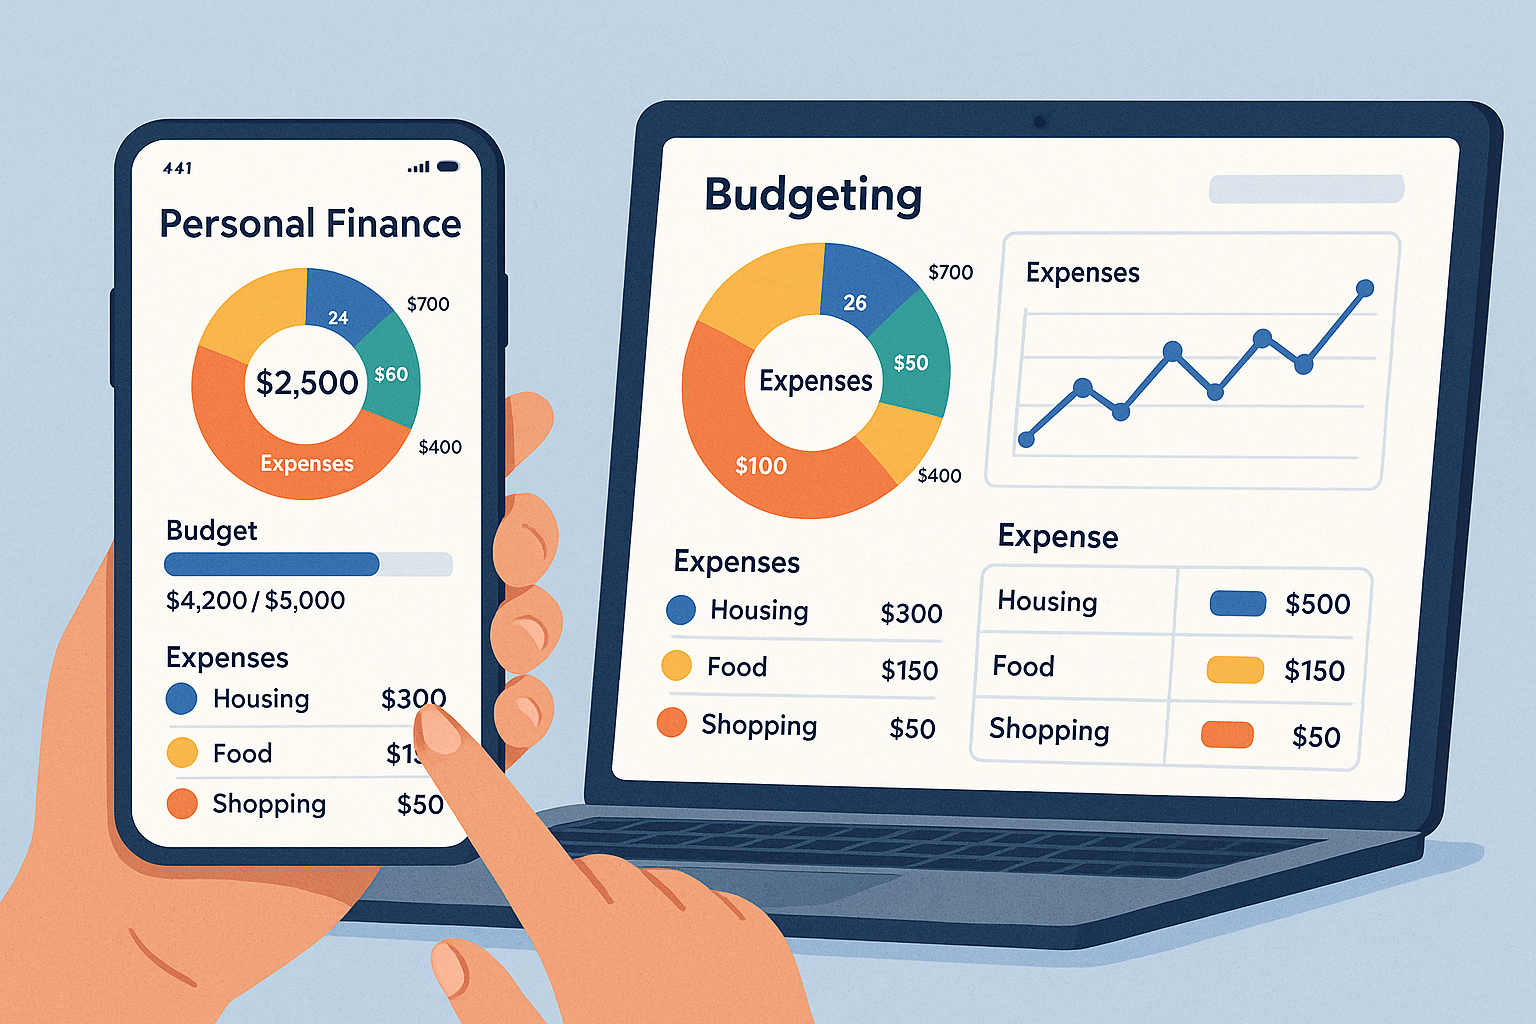 441
Personal Finance
24
$700
$2,500
$60
$400
Expenses
Budget
$4,200 / $5,000
Expenses
Housing $300
Food
Shopping $50
Budgeting
26
$700
Expenses
$50
$100
$400
Expenses
Housing $300
Food $150
Shopping $50
Expenses
Expense
Housing $500
Food $150
Shopping $50